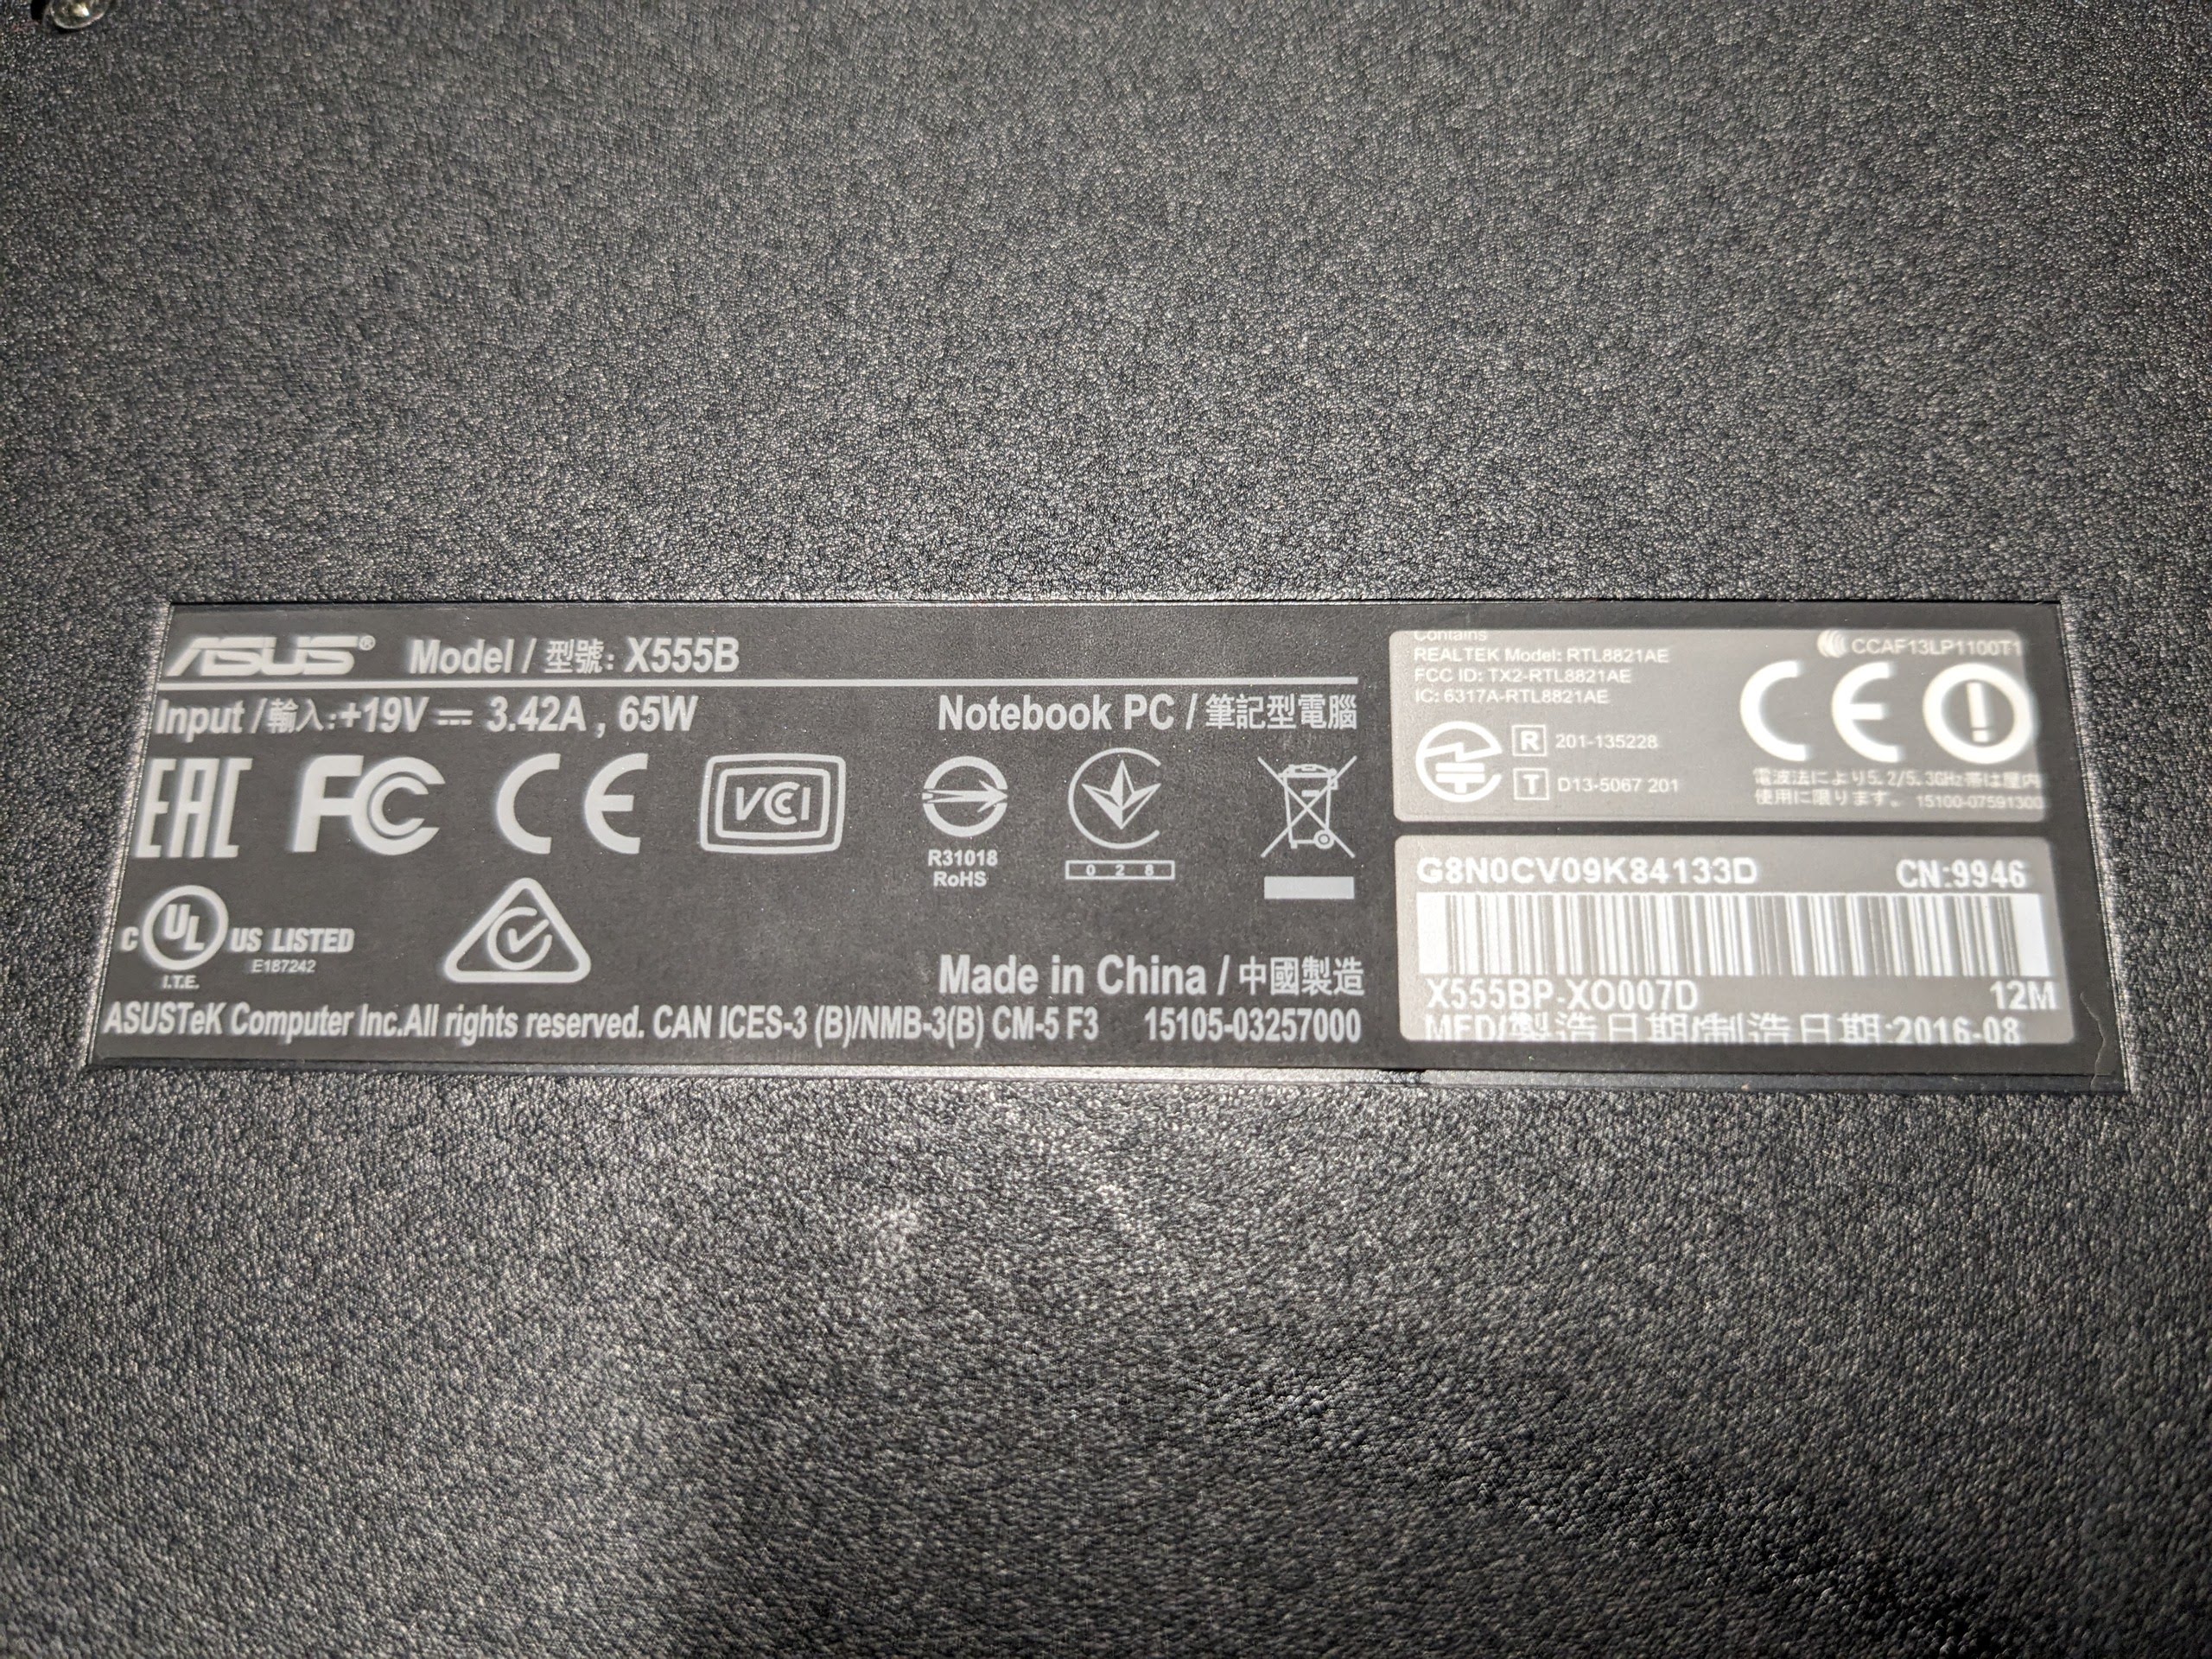 ASUS® Model / 型號: X555B
Input / 輸入: +19V ⎓ 3.42A , 65W
Notebook PC / 筆記型電腦
EAC FC CE VCCI
R31018
RoHS
0 2 8
C UL US LISTED
I.T.E.
E187242
Made in China / 中國製造
ASUSTeK Computer Inc.All rights reserved. CAN ICES-3 (B)/NMB-3(B) CM-5 F3 15105-03257000
Contains
REALTEK Model: RTL8821AE
FCC ID: TX2-RTL8821AE
IC: 6317A-RTL8821AE
R 201-135228
T D13-5067 201
CCAF13LP1100T1
CE
電波法により5.2/5.3GHz帯は屋内
使用に限ります。 15100-07591300
G8N0CV09K84133D CN:9946
X555BP-XO007D 12M
MFD/製造日期/制造日期:2016-08